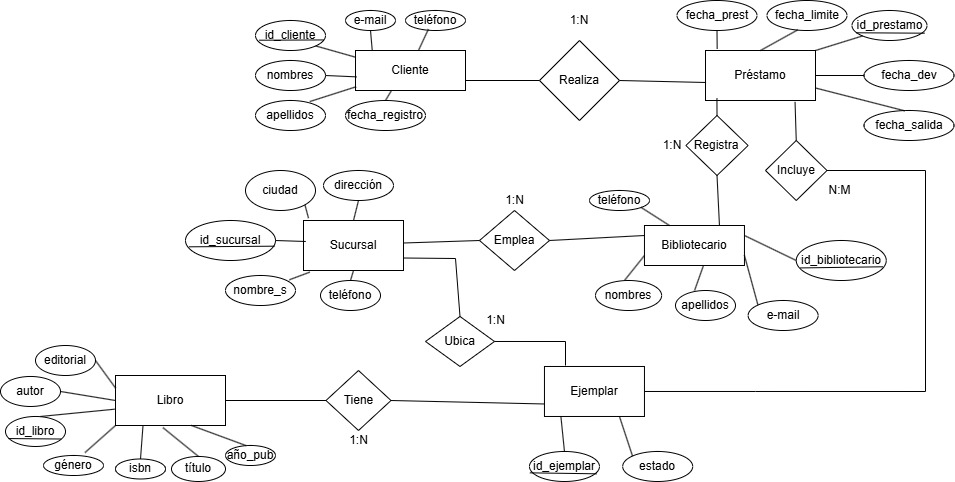 e-mail
teléfono
id_cliente
Cliente
nombres
apellidos
fecha_registro
1:N
Realiza
fecha_prest
fecha_limite
id_prestamo
Préstamo
fecha_dev
fecha_salida
1:N
Registra
Incluye
N:M
ciudad
dirección
id_sucursal
Sucursal
nombre_s
teléfono
1:N
Emplea
teléfono
Bibliotecario
id_bibliotecario
nombres
apellidos
e-mail
1:N
Ubica
editorial
autor
Libro
id_libro
género
isbn
título
año_pub
Tiene
1:N
Ejemplar
id_ejemplar
estado